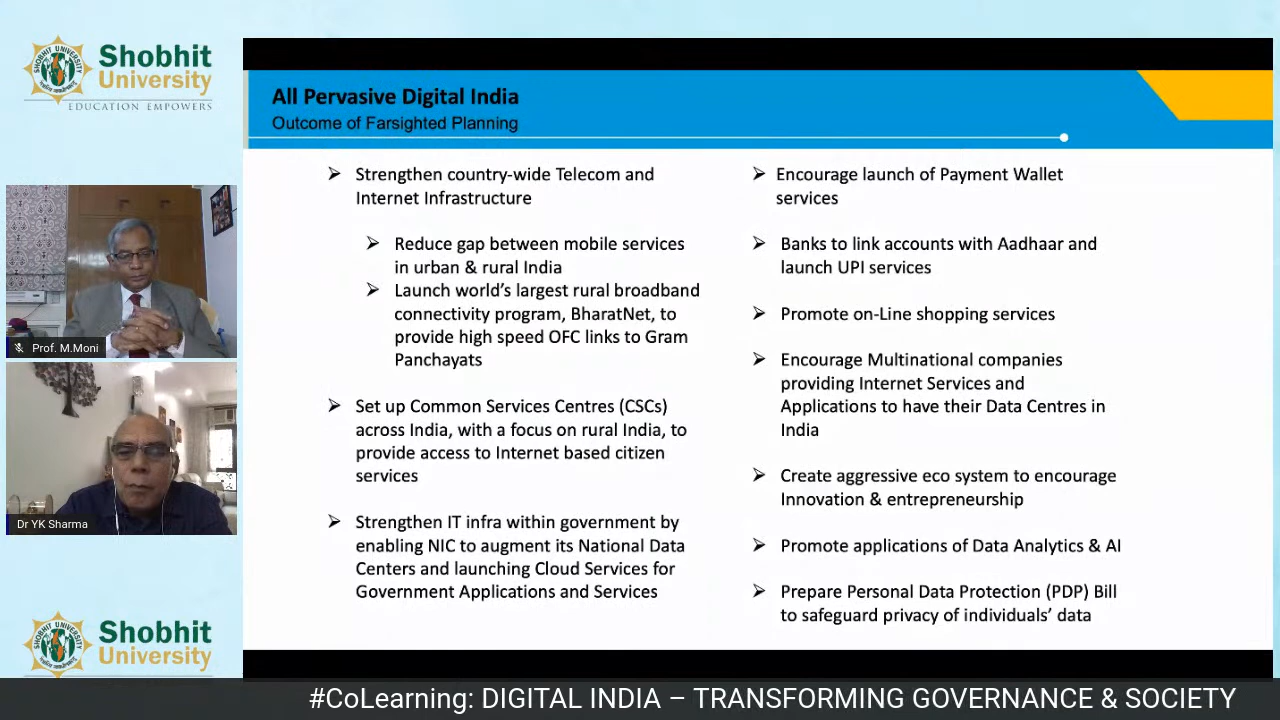 Shobhit
University
EDUCATION EMPOWERS
Prof. M.Moni
Dr YK Sharma
Shobhit
University
All Pervasive Digital India
Outcome of Farsighted Planning
➢ Strengthen country-wide Telecom and
Internet Infrastructure
➢ Reduce gap between mobile services
in urban & rural India
➢ Launch world's largest rural broadband
connectivity program, BharatNet, to
provide high speed OFC links to Gram
Panchayats
➢ Set up Common Services Centres (CSCs)
across India, with a focus on rural India, to
provide access to Internet based citizen
services
➢ Strengthen IT infra within government by
enabling NIC to augment its National Data
Centers and launching Cloud Services for
Government Applications and Services
➢ Encourage launch of Payment Wallet
services
➢ Banks to link accounts with Aadhaar and
launch UPI services
➢ Promote on-Line shopping services
➢ Encourage Multinational companies
providing Internet Services and
Applications to have their Data Centres in
India
➢ Create aggressive eco system to encourage
Innovation & entrepreneurship
➢ Promote applications of Data Analytics & AI
➢ Prepare Personal Data Protection (PDP) Bill
to safeguard privacy of individuals' data
#CoLearning: DIGITAL INDIA – TRANSFORMING GOVERNANCE & SOCIETY